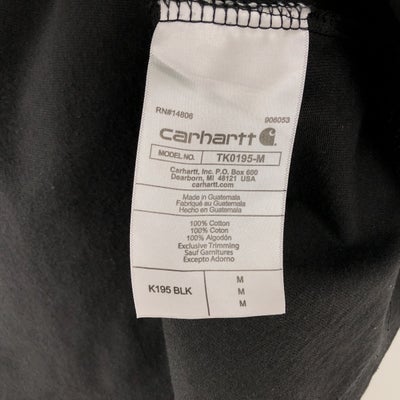 RN#14806 906053
carhartt
MODEL NO. TK0195-M
Carhartt, Inc. P.O. Box 600
Dearborn, MI 48121 USA
carhartt.com
Made in Guatemala
Fabriqué au Guatemala
Hecho en Guatemala
100% Cotton
100% Coton
100% Algodón
Exclusive Trimming
Sauf Garnitures
Excepto Adorno
K195 BLK
M
M
M